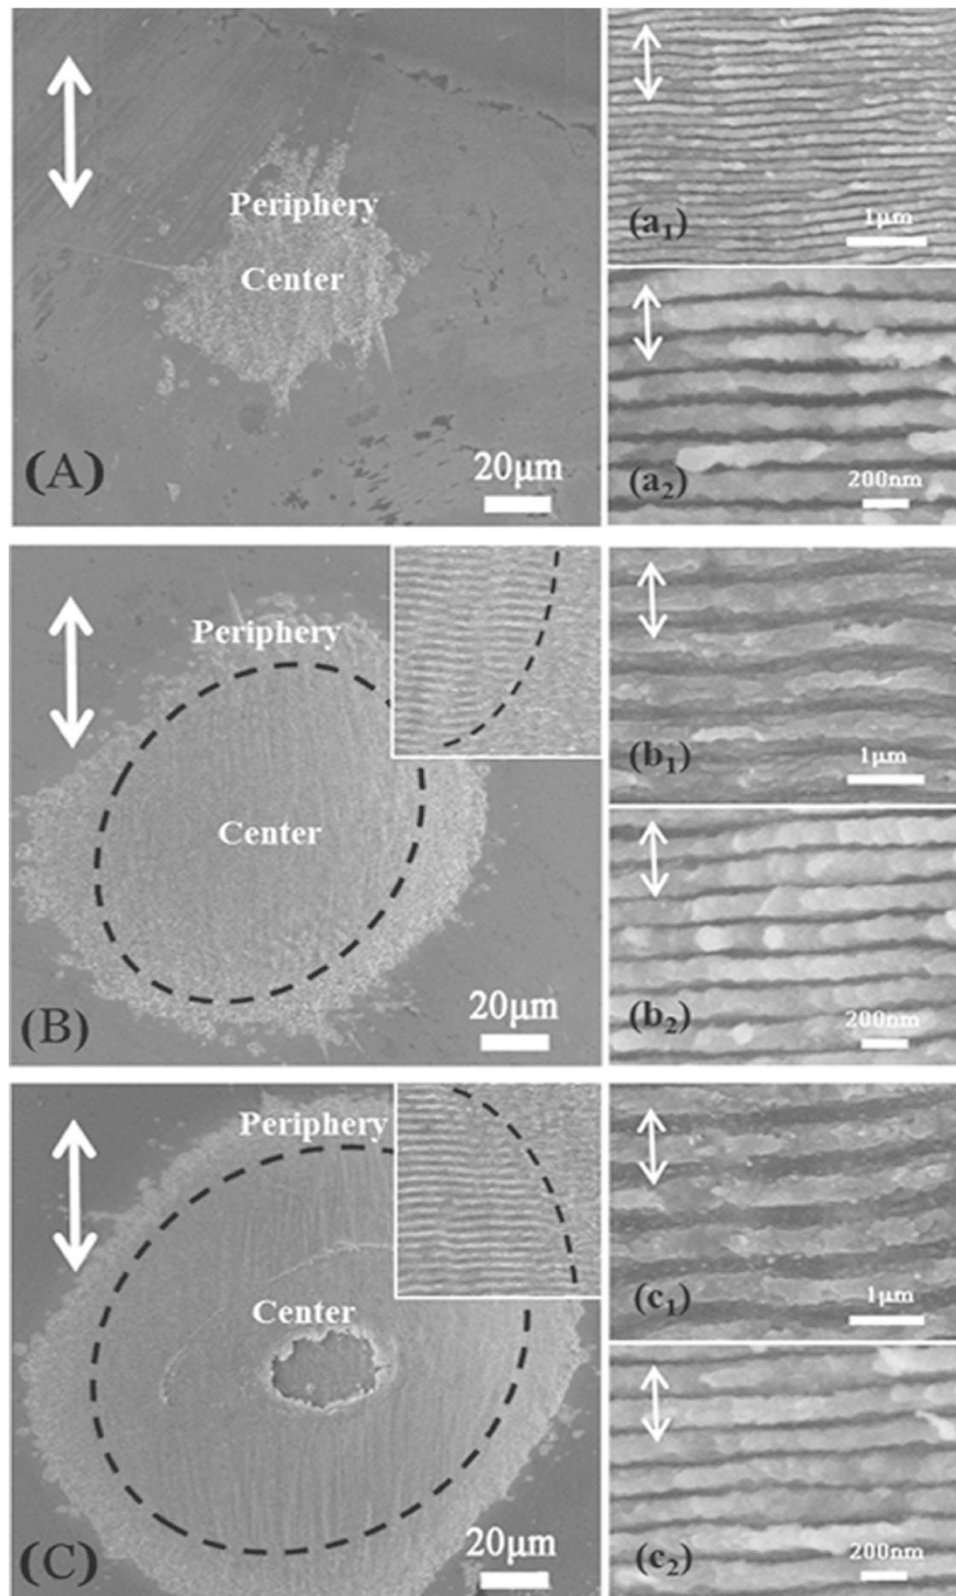 Periphery
Center
(A)
20μm
(a1)
1μm
(a2)
200nm
Periphery
Center
(B)
20μm
(b1)
1μm
(b2)
200nm
Periphery
Center
(C)
20μm
(c1)
1μm
(c2)
200nm